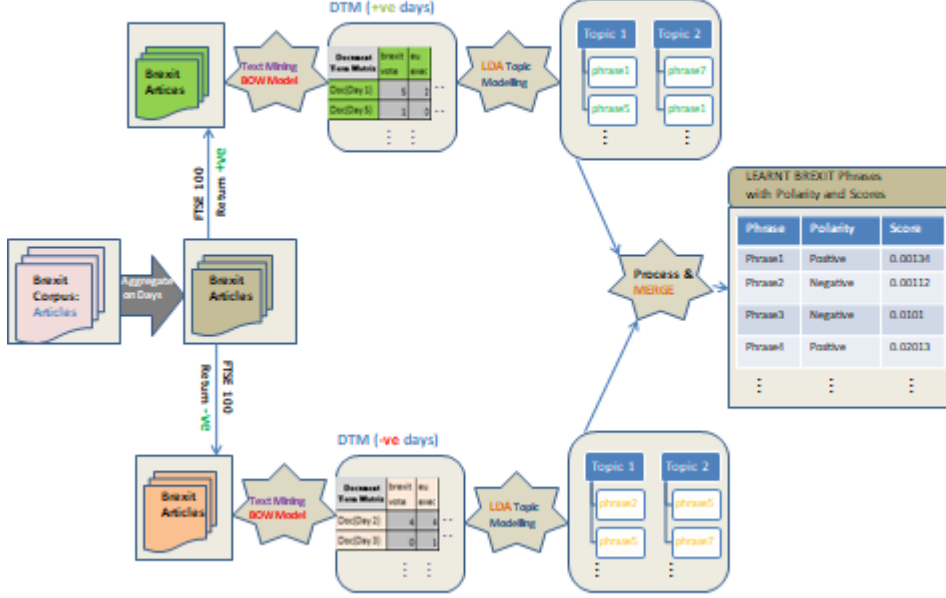 DTM (+ve days)
Brexit
Artices
Text Mining
BOW Model
Document
Term Matrix
brexit
vote
eu
exec
Doc(Day 1)
5
2
Doc(Day 5)
1
0
LDA Topic
Modelling
Topic 1
Topic 2
phrase1
phrase7
phrase5
phrase1
FTSE 100
Return +ve
LEARNT BREXIT Phrases
with Polarity and Scores
Phrase
Polarity
Score
Phrase1
Positive
0.00134
Phrase2
Negative
0.00112
Phrase3
Negative
0.0101
Phrase4
Positive
0.02013
Brexit
Corpus:
Articles
Aggregate
on Days
Brexit
Articles
Process &
MERGE
FTSE 100
Return -ve
DTM (-ve days)
Brexit
Articles
Text Mining
BOW Model
Document
Term Matrix
brexit
vote
eu
exec
Doc(Day 2)
4
Doc(Day 3)
0
1
LDA Topic
Modelling
Topic 1
Topic 2
phrase2
phrase5
phrase5
phrase7